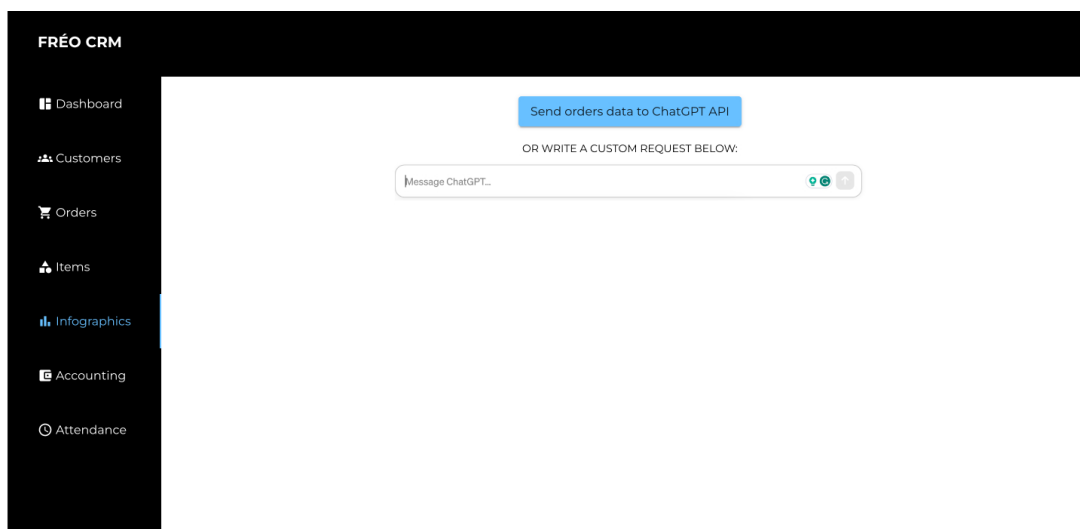 FRÉO CRM
Dashboard
Customers
Orders
Items
Infographics
Accounting
Attendance
Send orders data to ChatGPT API
OR WRITE A CUSTOM REQUEST BELOW:
Message ChatGPT...